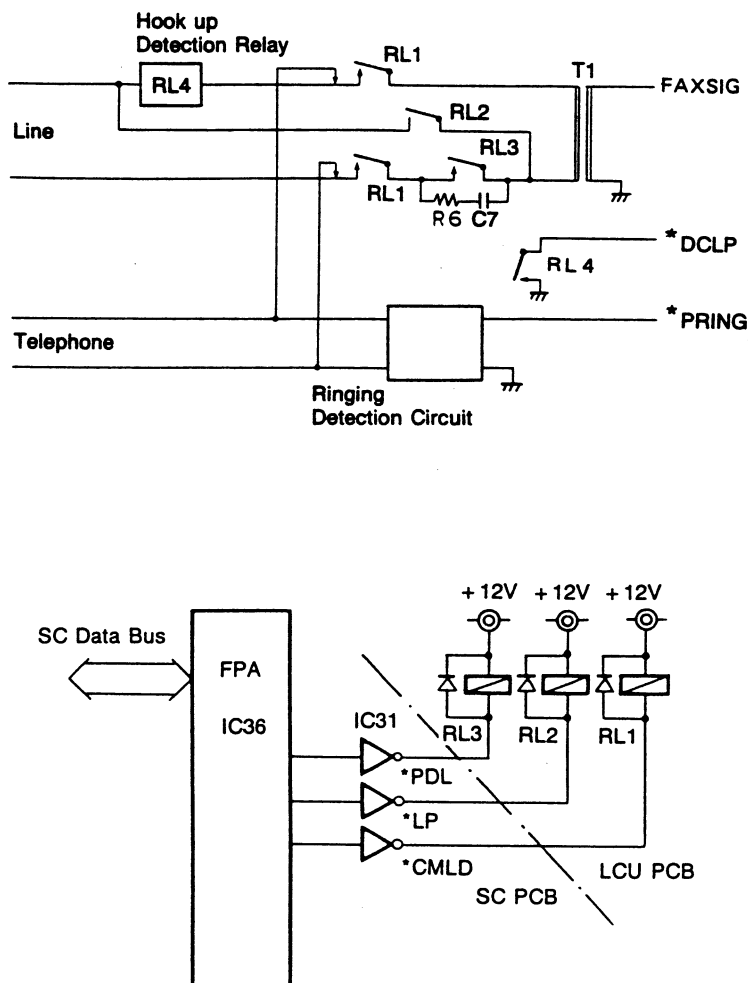 Hook up
Detection Relay
RL1
T1
RL4
FAXSIG
RL2
Line
RL3
RL1
R6 C7
*DCLP
RL4
*PRING
Telephone
Ringing
Detection Circuit
+12V +12V +12V
SC Data Bus
FPA
IC36
IC31
RL3 RL2 RL1
*PDL
*LP
*CMLD
LCU PCB
SC PCB